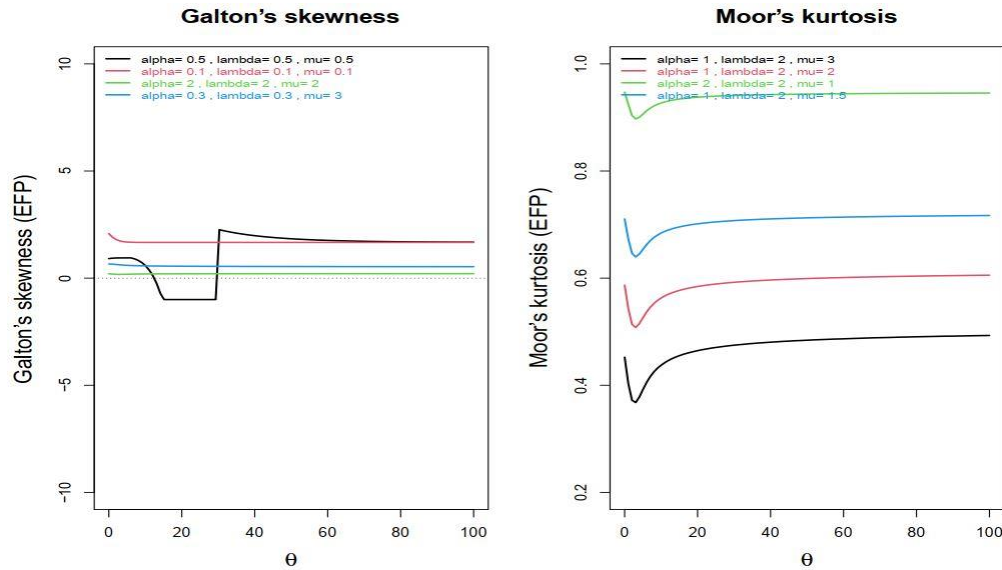 Galton's skewness
alpha= 0.5 , lambda= 0.5 , mu= 0.5
alpha= 0.1 , lambda= 0.1 , mu= 0.1
alpha= 2 , lambda= 2 , mu= 2
alpha= 0.3 , lambda= 0.3 , mu= 3
Galton's skewness (EFP)
10
5
0
−5
−10
0 20 40 60 80 100
θ
Moor's kurtosis
alpha= 1 , lambda= 2 , mu= 3
alpha= 1 , lambda= 2 , mu= 2
alpha= 2 , lambda= 2 , mu= 1
alpha= 1 , lambda= 2 , mu= 1.5
Moor's kurtosis (EFP)
1.0
0.8
0.6
0.4
0.2
0 20 40 60 80 100
θ